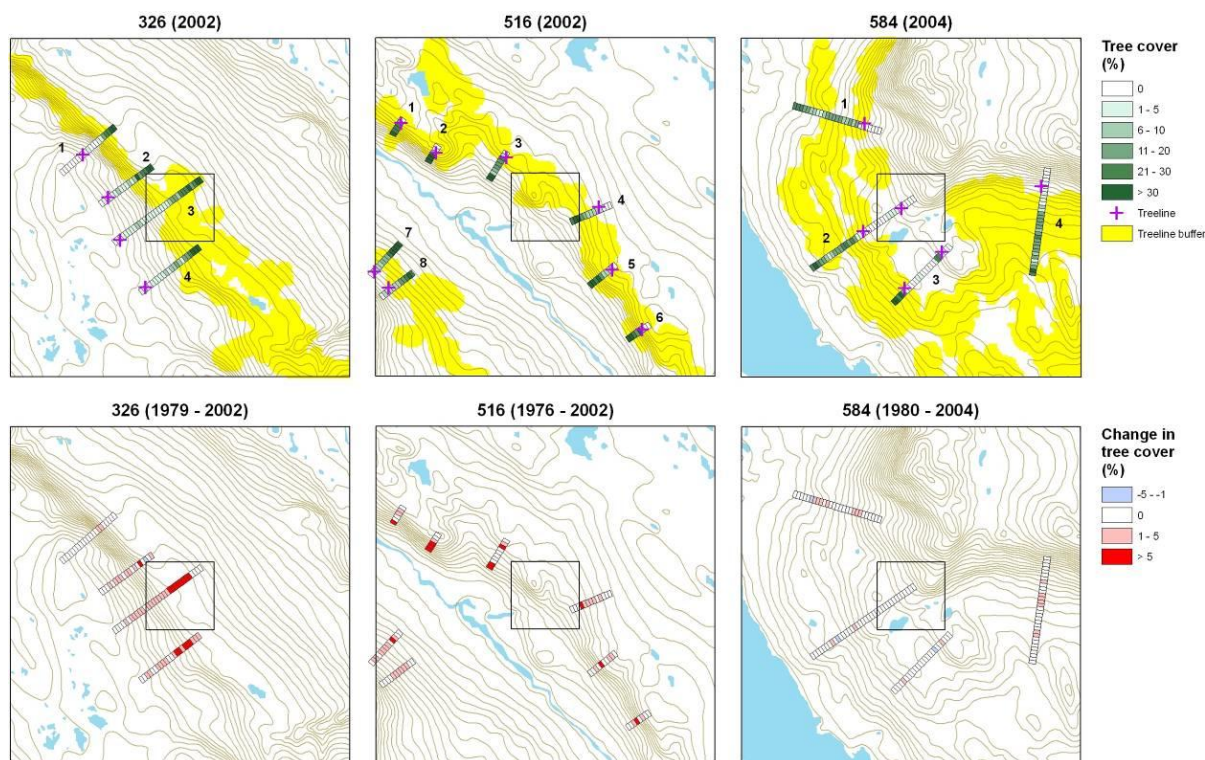 326 (2002)
516 (2002)
584 (2004)
1
2
3
4
1
2
3
4
5
6
7
8
1
2
3
4
Tree cover
(%)
0
1 - 5
6 - 10
11 - 20
21 - 30
> 30
Treeline
Treeline buffer
326 (1979 - 2002)
516 (1976 - 2002)
584 (1980 - 2004)
Change in
tree cover
(%)
-5 - -1
0
1 - 5
> 5